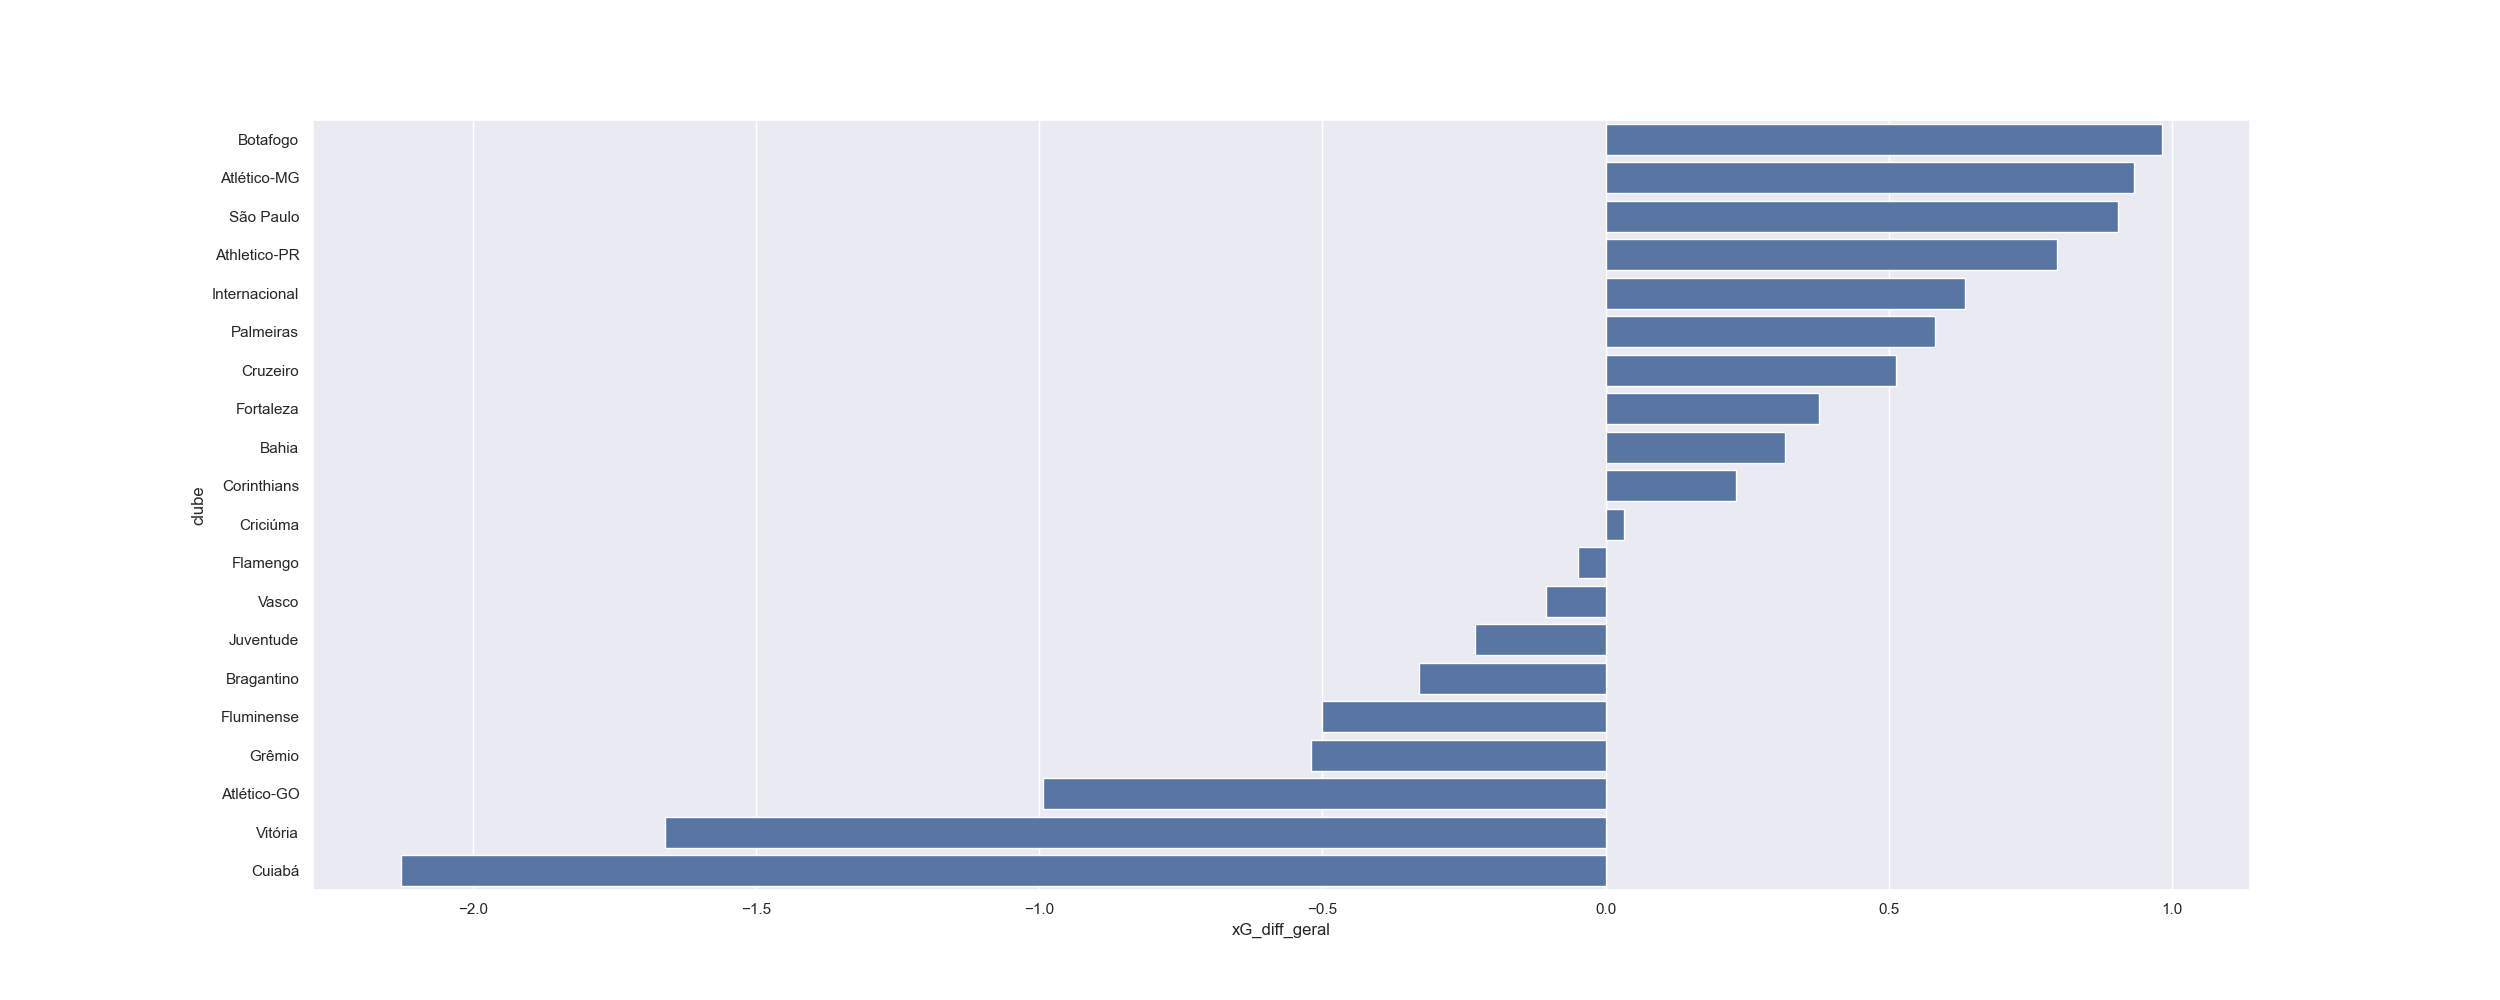 Botafogo
Atlético-MG
São Paulo
Athletico-PR
Internacional
Palmeiras
Cruzeiro
Fortaleza
Bahia
Corinthians
Criciúma
Flamengo
Vasco
Juventude
Bragantino
Fluminense
Grêmio
Atlético-GO
Vitória
Cuiabá
clube
−2.0 −1.5 −1.0 −0.5 0.0 0.5 1.0
xG_diff_geral